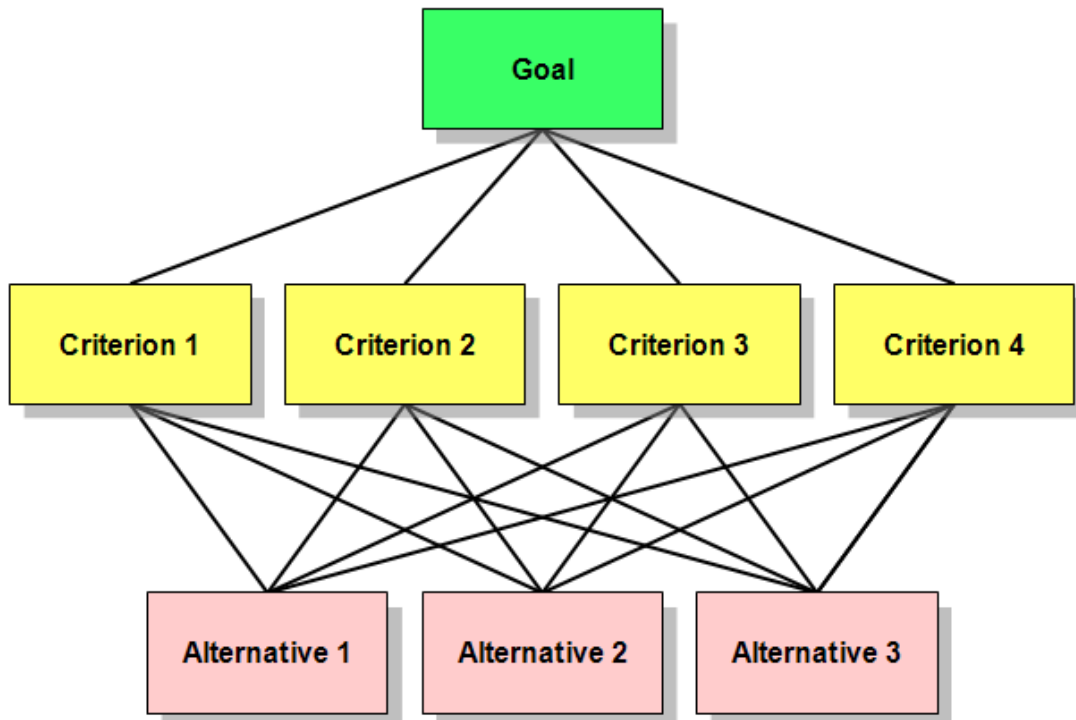 Goal
Criterion 1
Criterion 2
Criterion 3
Criterion 4
Alternative 1
Alternative 2
Alternative 3